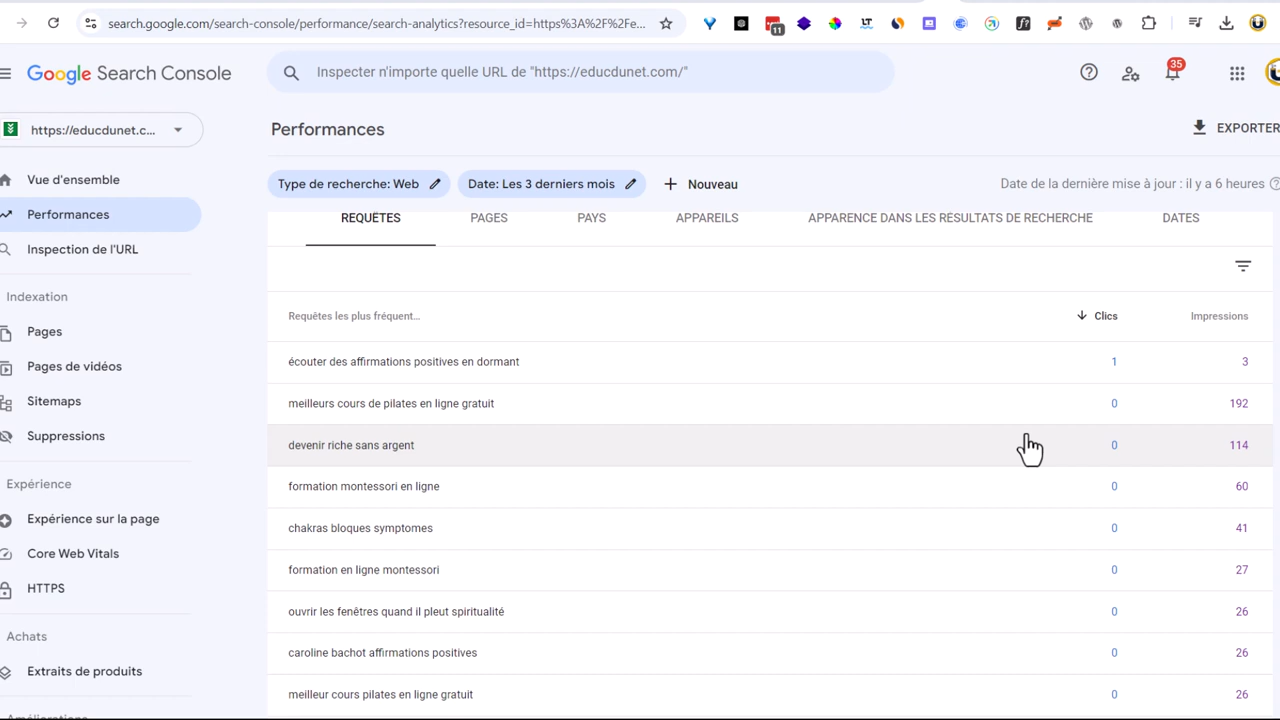 search.google.com/search-console/performance/search-analytics?resource_id=https%3A%2F%2Fe...
11
LT
f?
Google Search Console
Inspecter n'importe quelle URL de "https://educdunet.com/"
35
https://educdunet.c...
Performances
EXPORTER
Vue d'ensemble
Performances
Inspection de l'URL
Indexation
Pages
Pages de vidéos
Sitemaps
Suppressions
Expérience
Expérience sur la page
Core Web Vitals
HTTPS
Achats
Extraits de produits
Améliorations
Type de recherche: Web
Date: Les 3 derniers mois
Nouveau
Date de la dernière mise à jour : il y a 6 heures
REQUÊTES PAGES PAYS APPAREILS APPARENCE DANS LES RÉSULTATS DE RECHERCHE DATES
Requêtes les plus fréquent... Clics Impressions
écouter des affirmations positives en dormant 1 3
meilleurs cours de pilates en ligne gratuit 0 192
devenir riche sans argent 0 114
formation montessori en ligne 0 60
chakras bloques symptomes 0 41
formation en ligne montessori 0 27
ouvrir les fenêtres quand il pleut spiritualité 0 26
caroline bachot affirmations positives 0 26
meilleur cours pilates en ligne gratuit 0 26